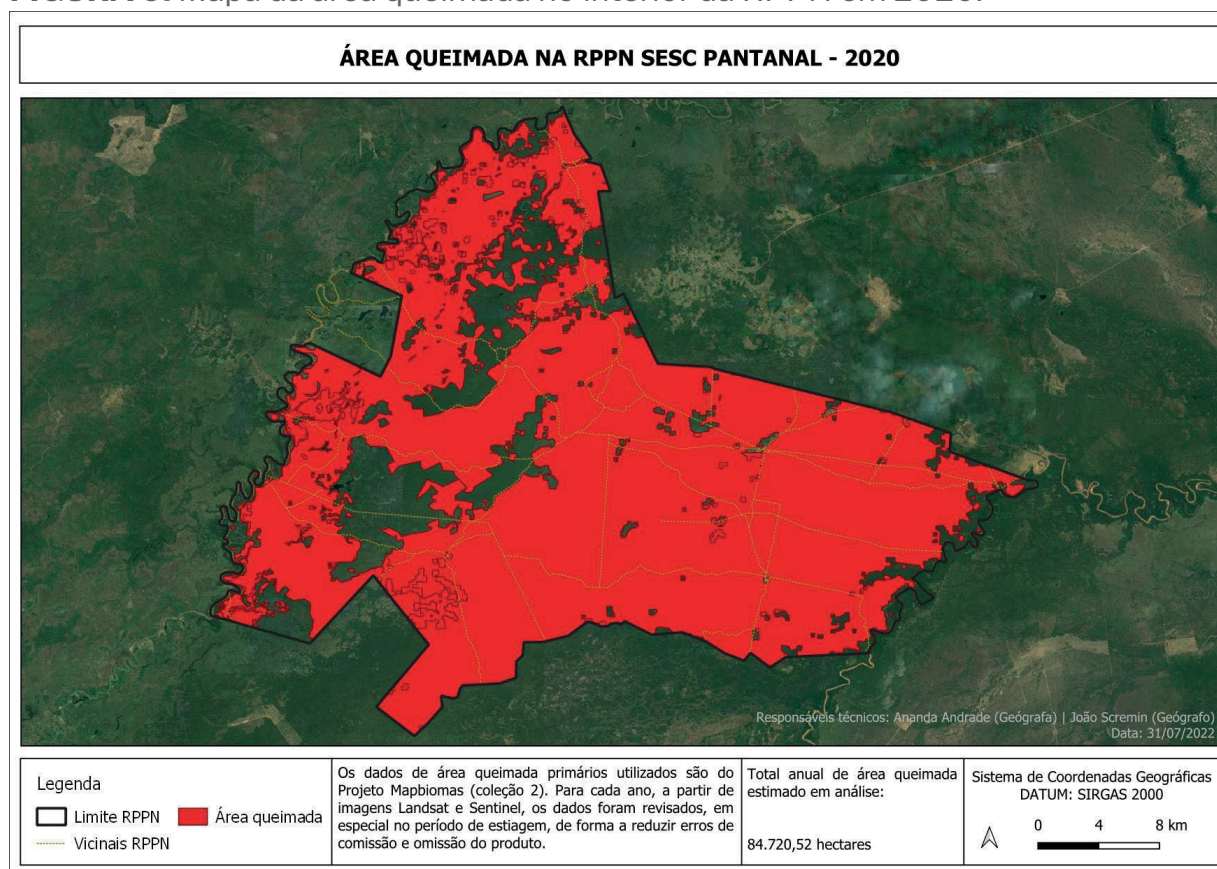 ÁREA QUEIMADA NA RPPN SESC PANTANAL - 2020
Responsáveis técnicos: Ananda Andrade (Geógrafa) | João Scremin (Geógrafo)
Data: 31/07/2022
Legenda
Limite RPPN
Área queimada
Vicinais RPPN
Os dados de área queimada primários utilizados são do
Projeto Mapbiomas (coleção 2). Para cada ano, a partir de
imagens Landsat e Sentinel, os dados foram revisados, em
especial no período de estiagem, de forma a reduzir erros de
comissão e omissão do produto.
Total anual de área queimada
estimado em análise:
84.720,52 hectares
Sistema de Coordenadas Geográficas
DATUM: SIRGAS 2000
0 4 8 km